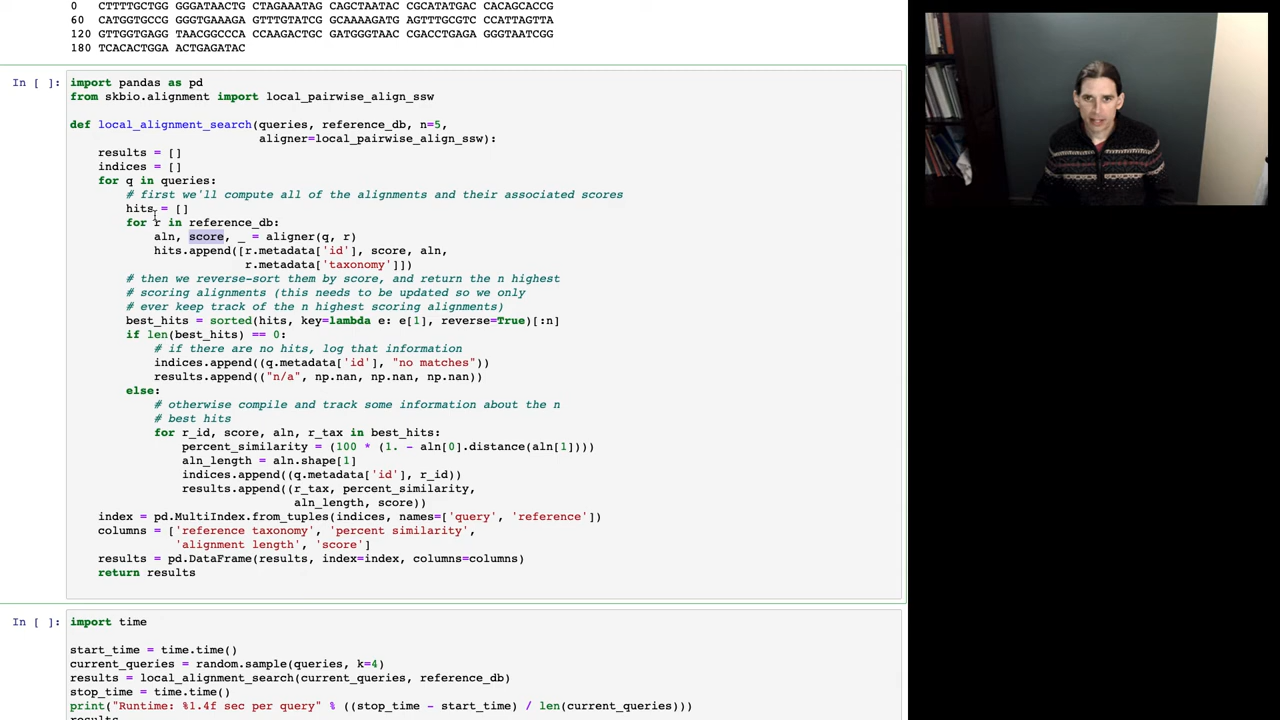 0 CTTTTGCTGG GGGATAACTG CTAGAAATAG CAGCTAATAC CGCATATGAC CACAGCACCG
60 CATGGTGCCG GGGTGAAAGA GTTTGTATCGG GCAAAAGATG AGTTTGCGTC CCATTAGTTA
120 GTTGGTGAGG TAACGGCCCA CCAAGACTGC GATGGGTAAC CGACCTGAGA GGGTAATCGG
180 TCACACTGGA ACTGAGATAC
In [ ]: import pandas as pd
from skbio.alignment import local_pairwise_align_ssw
def local_alignment_search(queries, reference_db, n=5,
aligner=local_pairwise_align_ssw):
results = []
indices = []
for q in queries:
# first we'll compute all of the alignments and their associated scores
hits = []
for r in reference_db:
aln, score, _ = aligner(q, r)
hits.append([r.metadata['id'], score, aln,
r.metadata['taxonomy']])
# then we reverse-sort them by score, and return the n highest
# scoring alignments (this needs to be updated so we only
# ever keep track of the n highest scoring alignments)
best_hits = sorted(hits, key=lambda e: e[1], reverse=True)[:n]
if len(best_hits) == 0:
# if there are no hits, log that information
indices.append((q.metadata['id'], "no matches"))
results.append(("n/a", np.nan, np.nan, np.nan))
else:
# otherwise compile and track some information about the n
# best hits
for r_id, score, aln, r_tax in best_hits:
percent_similarity = (100 * (1. - aln[0].distance(aln[1])))
aln_length = aln.shape[1]
indices.append((q.metadata['id'], r_id))
results.append((r_tax, percent_similarity,
aln_length, score))
index = pd.MultiIndex.from_tuples(indices, names=['query', 'reference'])
columns = ['reference taxonomy', 'percent similarity',
'alignment length', 'score']
results = pd.DataFrame(results, index=index, columns=columns)
return results
In [ ]: import time
start_time = time.time()
current_queries = random.sample(queries, k=4)
results = local_alignment_search(current_queries, reference_db)
stop_time = time.time()
print("Runtime: %1.4f sec per query" % ((stop_time - start_time) / len(current_queries)))
results